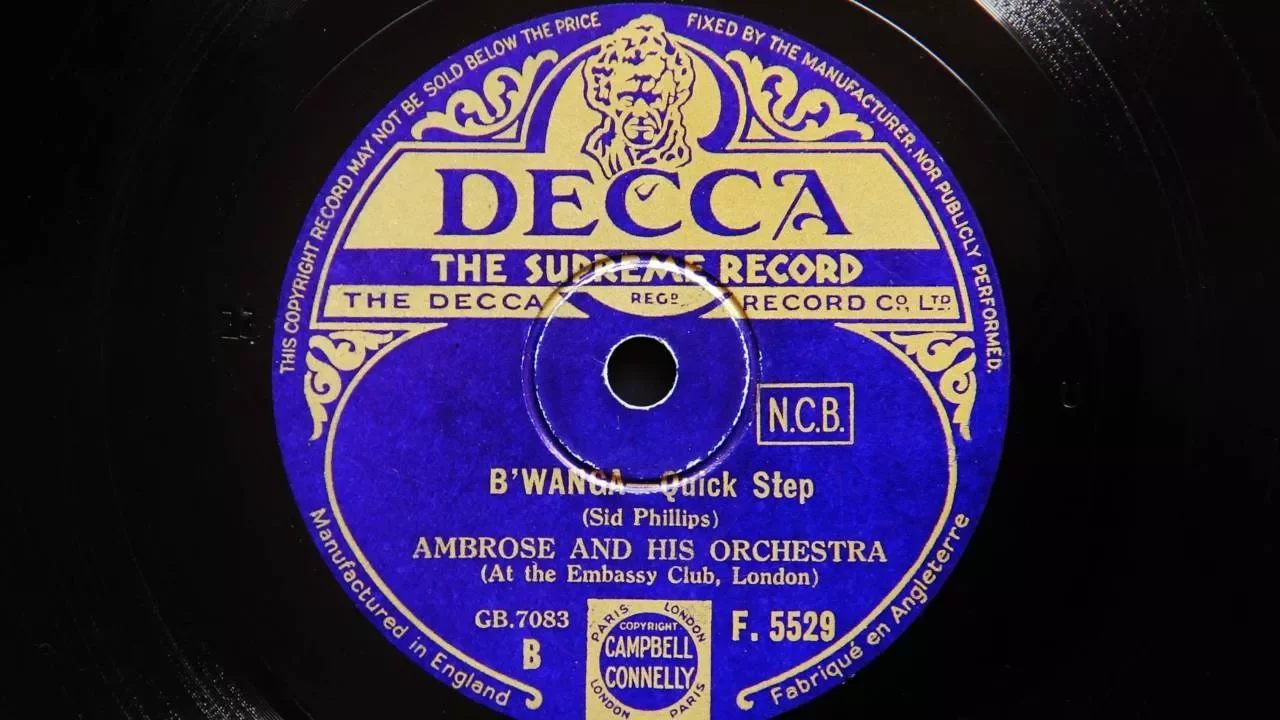 THIS COPYRIGHT RECORD MAY NOT BE SOLD BELOW THE PRICE FIXED BY THE MANUFACTURER, NOR PUBLICLY PERFORMED.
DECCA
THE SUPREME RECORD
THE DECCA REGD RECORD CO., LTD.
N.C.B.
B'WANGA—Quick Step
(Sid Phillips)
AMBROSE AND HIS ORCHESTRA
(At the Embassy Club, London)
GB.7083
B
F. 5529
PARIS LONDON
COPYRIGHT
CAMPBELL
CONNELLY
LONDON PARIS
Manufactured in England
Fabriqué en Angleterre